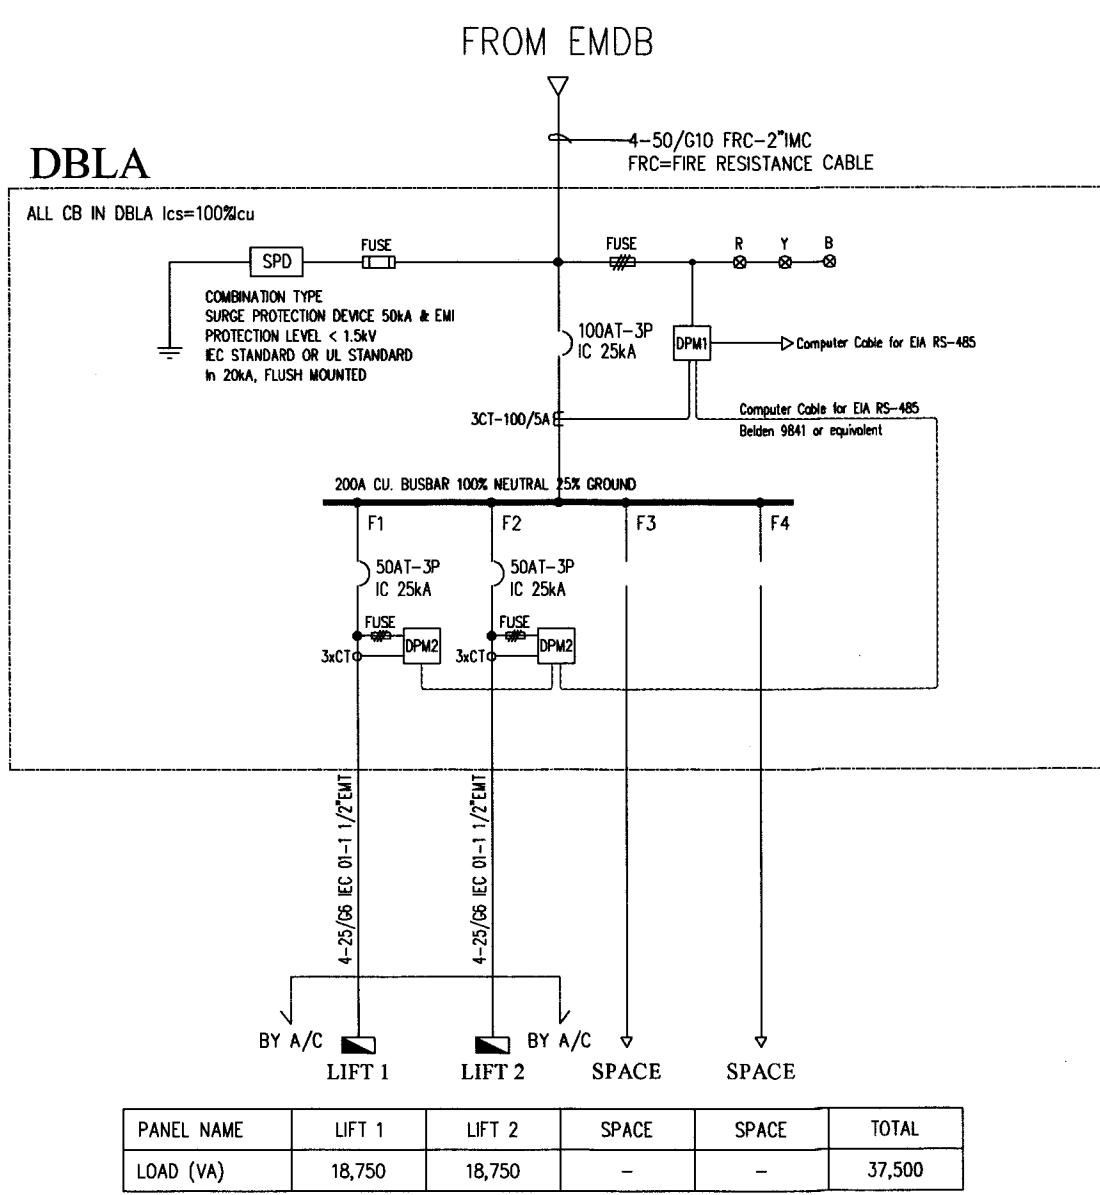 FROM EMDB
4-50/G10 FRC-2"IMC
FRC=FIRE RESISTANCE CABLE
DBLA
ALL CB IN DBLA Ics=100%Icu
FUSE
SPD
FUSE
R Y B
COMBINATION TYPE
SURGE PROTECTION DEVICE 50kA & EMI
PROTECTION LEVEL < 1.5kV
IEC STANDARD OR UL STANDARD
In 20kA, FLUSH MOUNTED
100AT-3P
IC 25kA
DPM1
Computer Cable for EIA RS-485
3CT-100/5A
Computer Cable for EIA RS-485
Belden 9841 or equivalent
200A CU. BUSBAR 100% NEUTRAL 25% GROUND
F1 F2 F3 F4
50AT-3P
IC 25kA
50AT-3P
IC 25kA
FUSE
DPM2
3xCT
FUSE
DPM2
3xCT
4-25/G6 IEC 01-1 1/2"EMT
4-25/G6 IEC 01-1 1/2"EMT
BY A/C
BY A/C
LIFT 1
LIFT 2
SPACE
SPACE
PANEL NAME LIFT 1 LIFT 2 SPACE SPACE TOTAL
LOAD (VA) 18,750 18,750 - - 37,500